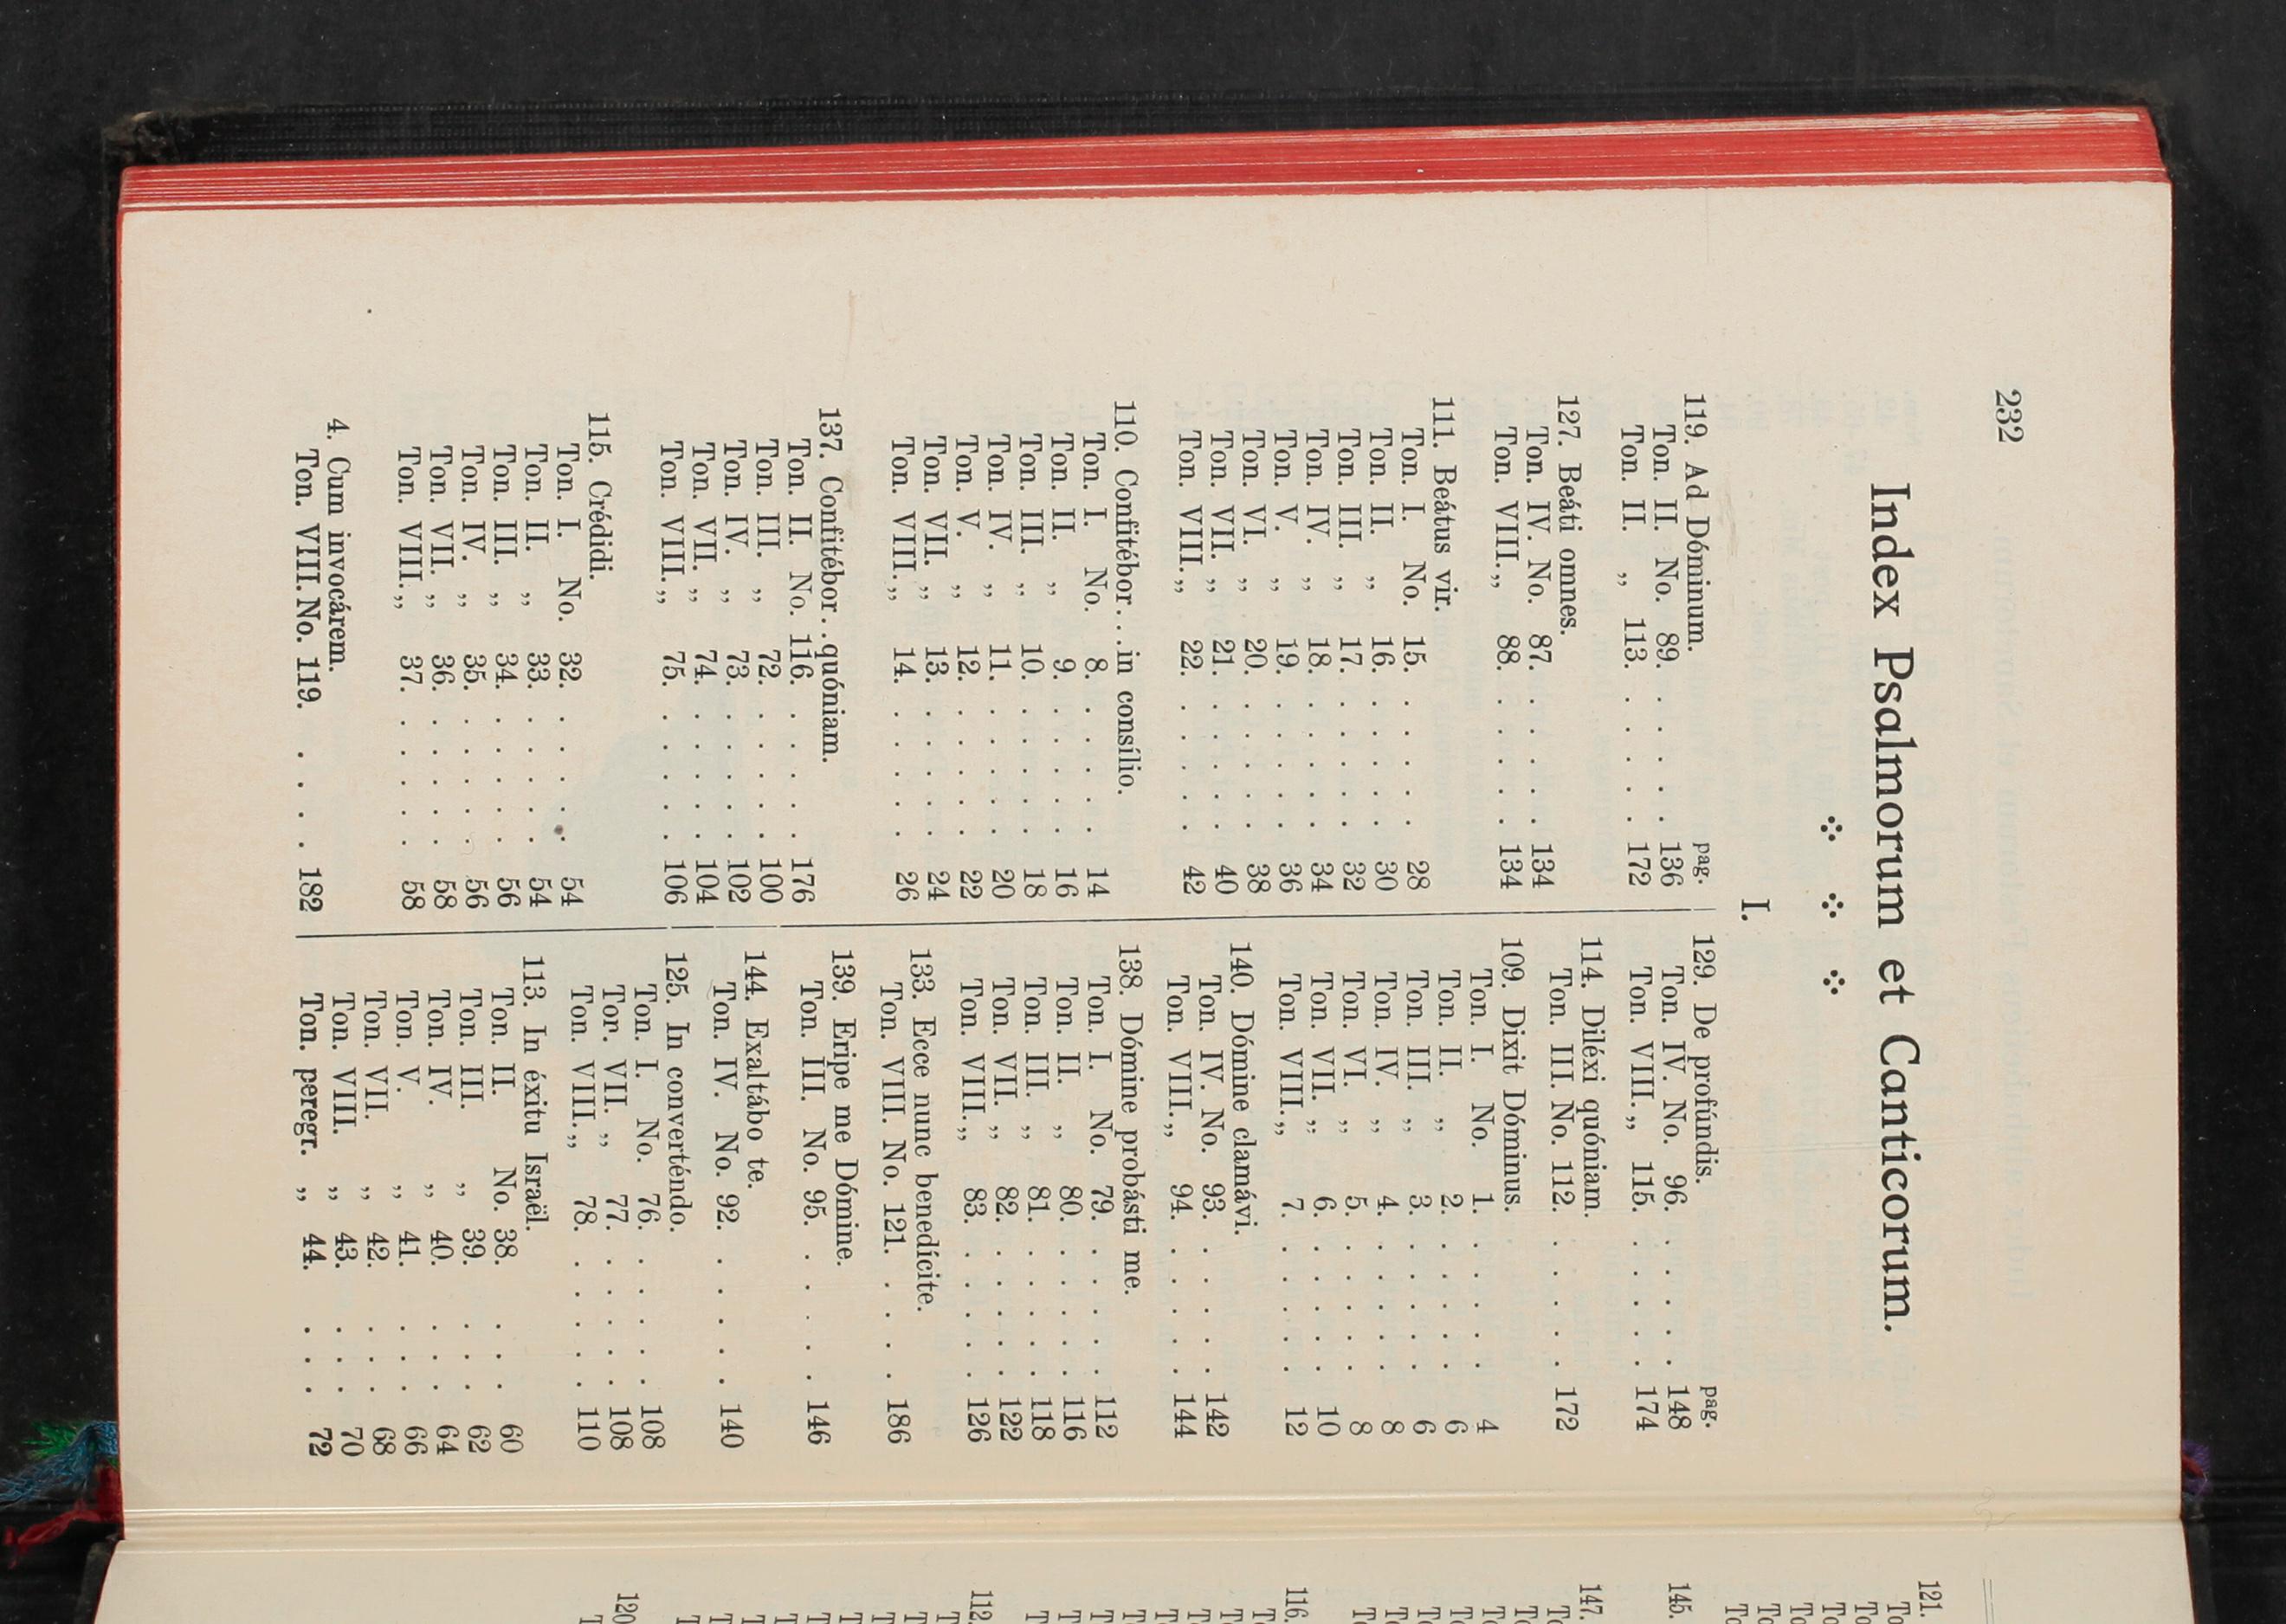 232
Index Psalmorum et Canticorum.
I.
pag.
119. Ad Dóminum.
Ton. II. No. 89. . . . . . 136
Ton. II. „ 113. . . . . . 172
127. Beáti omnes.
Ton. IV. No. 87. . . . . . 134
Ton. VIII. „ 88. . . . . . 134
111. Beátus vir.
Ton. I. No. 15. . . . . . 28
Ton. II. „ 16. . . . . . 30
Ton. III. „ 17. . . . . . 32
Ton. IV. „ 18. . . . . . 34
Ton. V. „ 19. . . . . . 36
Ton. VI. „ 20. . . . . . 38
Ton. VII. „ 21. . . . . . 40
Ton. VIII. „ 22. . . . . . 42
110. Confitébor...in consílio.
Ton. I. No. 8. . . . . . 14
Ton. II. „ 9. . . . . . 16
Ton. III. „ 10. . . . . . 18
Ton. IV. „ 11. . . . . . 20
Ton. V. „ 12. . . . . . 22
Ton. VII. „ 13. . . . . . 24
Ton. VIII. „ 14. . . . . . 26
137. Confitébor..quóniam.
Ton. II. No. 116. . . . . . 176
Ton. III. „ 72. . . . . . 100
Ton. IV. „ 73. . . . . . 102
Ton. VII. „ 74. . . . . . 104
Ton. VIII. „ 75. . . . . . 106
115. Crédidi.
Ton. I. No. 32. . . . . . 54
Ton. II. „ 33. . . . . . 54
Ton. III. „ 34. . . . . . 56
Ton. IV. „ 35. . . . . . 56
Ton. VII. „ 36. . . . . . 58
Ton. VIII. „ 37. . . . . . 58
4. Cum invocárem.
Ton. VIII. No. 119. . . . . 182
pag.
129. De profúndis.
Ton. IV. No. 96. . . . . . 148
Ton. VIII. „ 115. . . . . . 174
114. Diléxi quóniam.
Ton. III. No. 112. . . . . . 172
109. Dixit Dóminus.
Ton. I. No. 1. . . . . . 4
Ton. II. „ 2. . . . . . 6
Ton. III. „ 3. . . . . . 6
Ton. IV. „ 4. . . . . . 8
Ton. VI. „ 5. . . . . . 8
Ton. VII. „ 6. . . . . . 10
Ton. VIII. „ 7. . . . . . 12
140. Dómine clamávi.
Ton. IV. No. 93. . . . . . 142
Ton. VIII. „ 94. . . . . . 144
138. Dómine probásti me.
Ton. I. No. 79. . . . . . 112
Ton. II. „ 80. . . . . . 116
Ton. III. „ 81. . . . . . 118
Ton. VII. „ 82. . . . . . 122
Ton. VIII. „ 83. . . . . . 126
133. Ecce nunc benedícite.
Ton. VIII. No. 121. . . . . 186
139. Eripe me Dómine.
Ton. III. No. 95. . . . . . 146
144. Exaltábo te.
Ton. IV. No. 92. . . . . . 140
125. In converténdo.
Ton. I. No. 76. . . . . . 108
Tor. VII. „ 77. . . . . . 108
Ton. VIII. „ 78. . . . . . 110
113. In éxitu Israël.
Ton. II. No. 38. . . . 60
Ton. III. „ 39. . . . 62
Ton. IV. „ 40. . . . 64
Ton. V. „ 41. . . . 66
Ton. VII. „ 42. . . . 68
Ton. VIII. „ 43. . . . 70
Ton. peregr. „ 44. . . . 72
121.
145.
147.
116.
112.
120